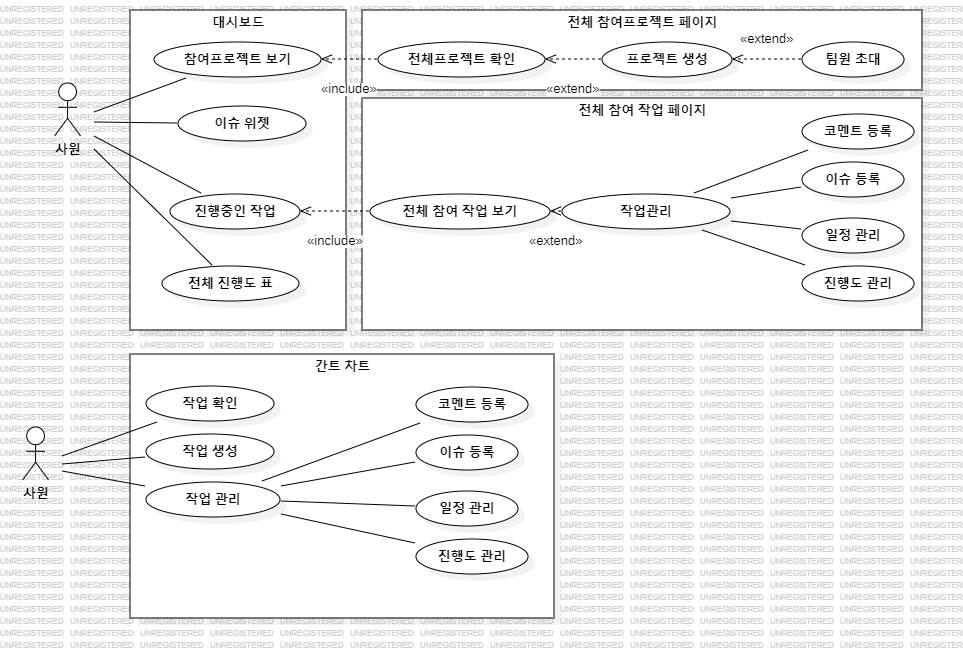 대시보드
전체 참여프로젝트 페이지
«extend»
참여프로젝트 보기
전체프로젝트 확인
프로젝트 생성
팀원 초대
«include»
«extend»
전체 참여 작업 페이지
이슈 위젯
코멘트 등록
사원
이슈 등록
진행중인 작업
전체 참여 작업 보기
작업관리
일정 관리
«include»
«extend»
전체 진행도 표
진행도 관리
간트 차트
작업 확인
코멘트 등록
작업 생성
이슈 등록
사원
작업 관리
일정 관리
진행도 관리
UNREGISTERED